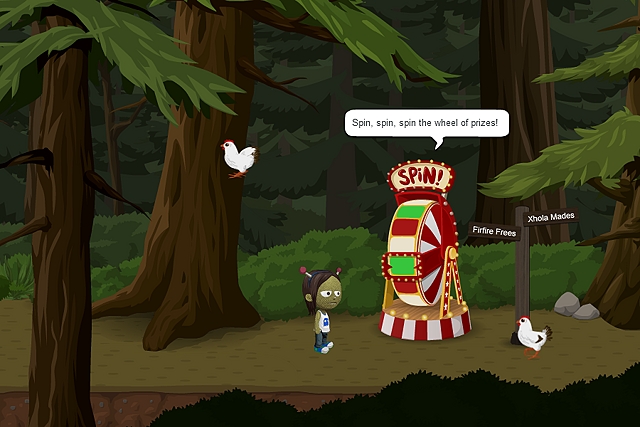 Spin, spin, spin the wheel of prizes!
SPIN!
Xhola Mades
Firfire Frees